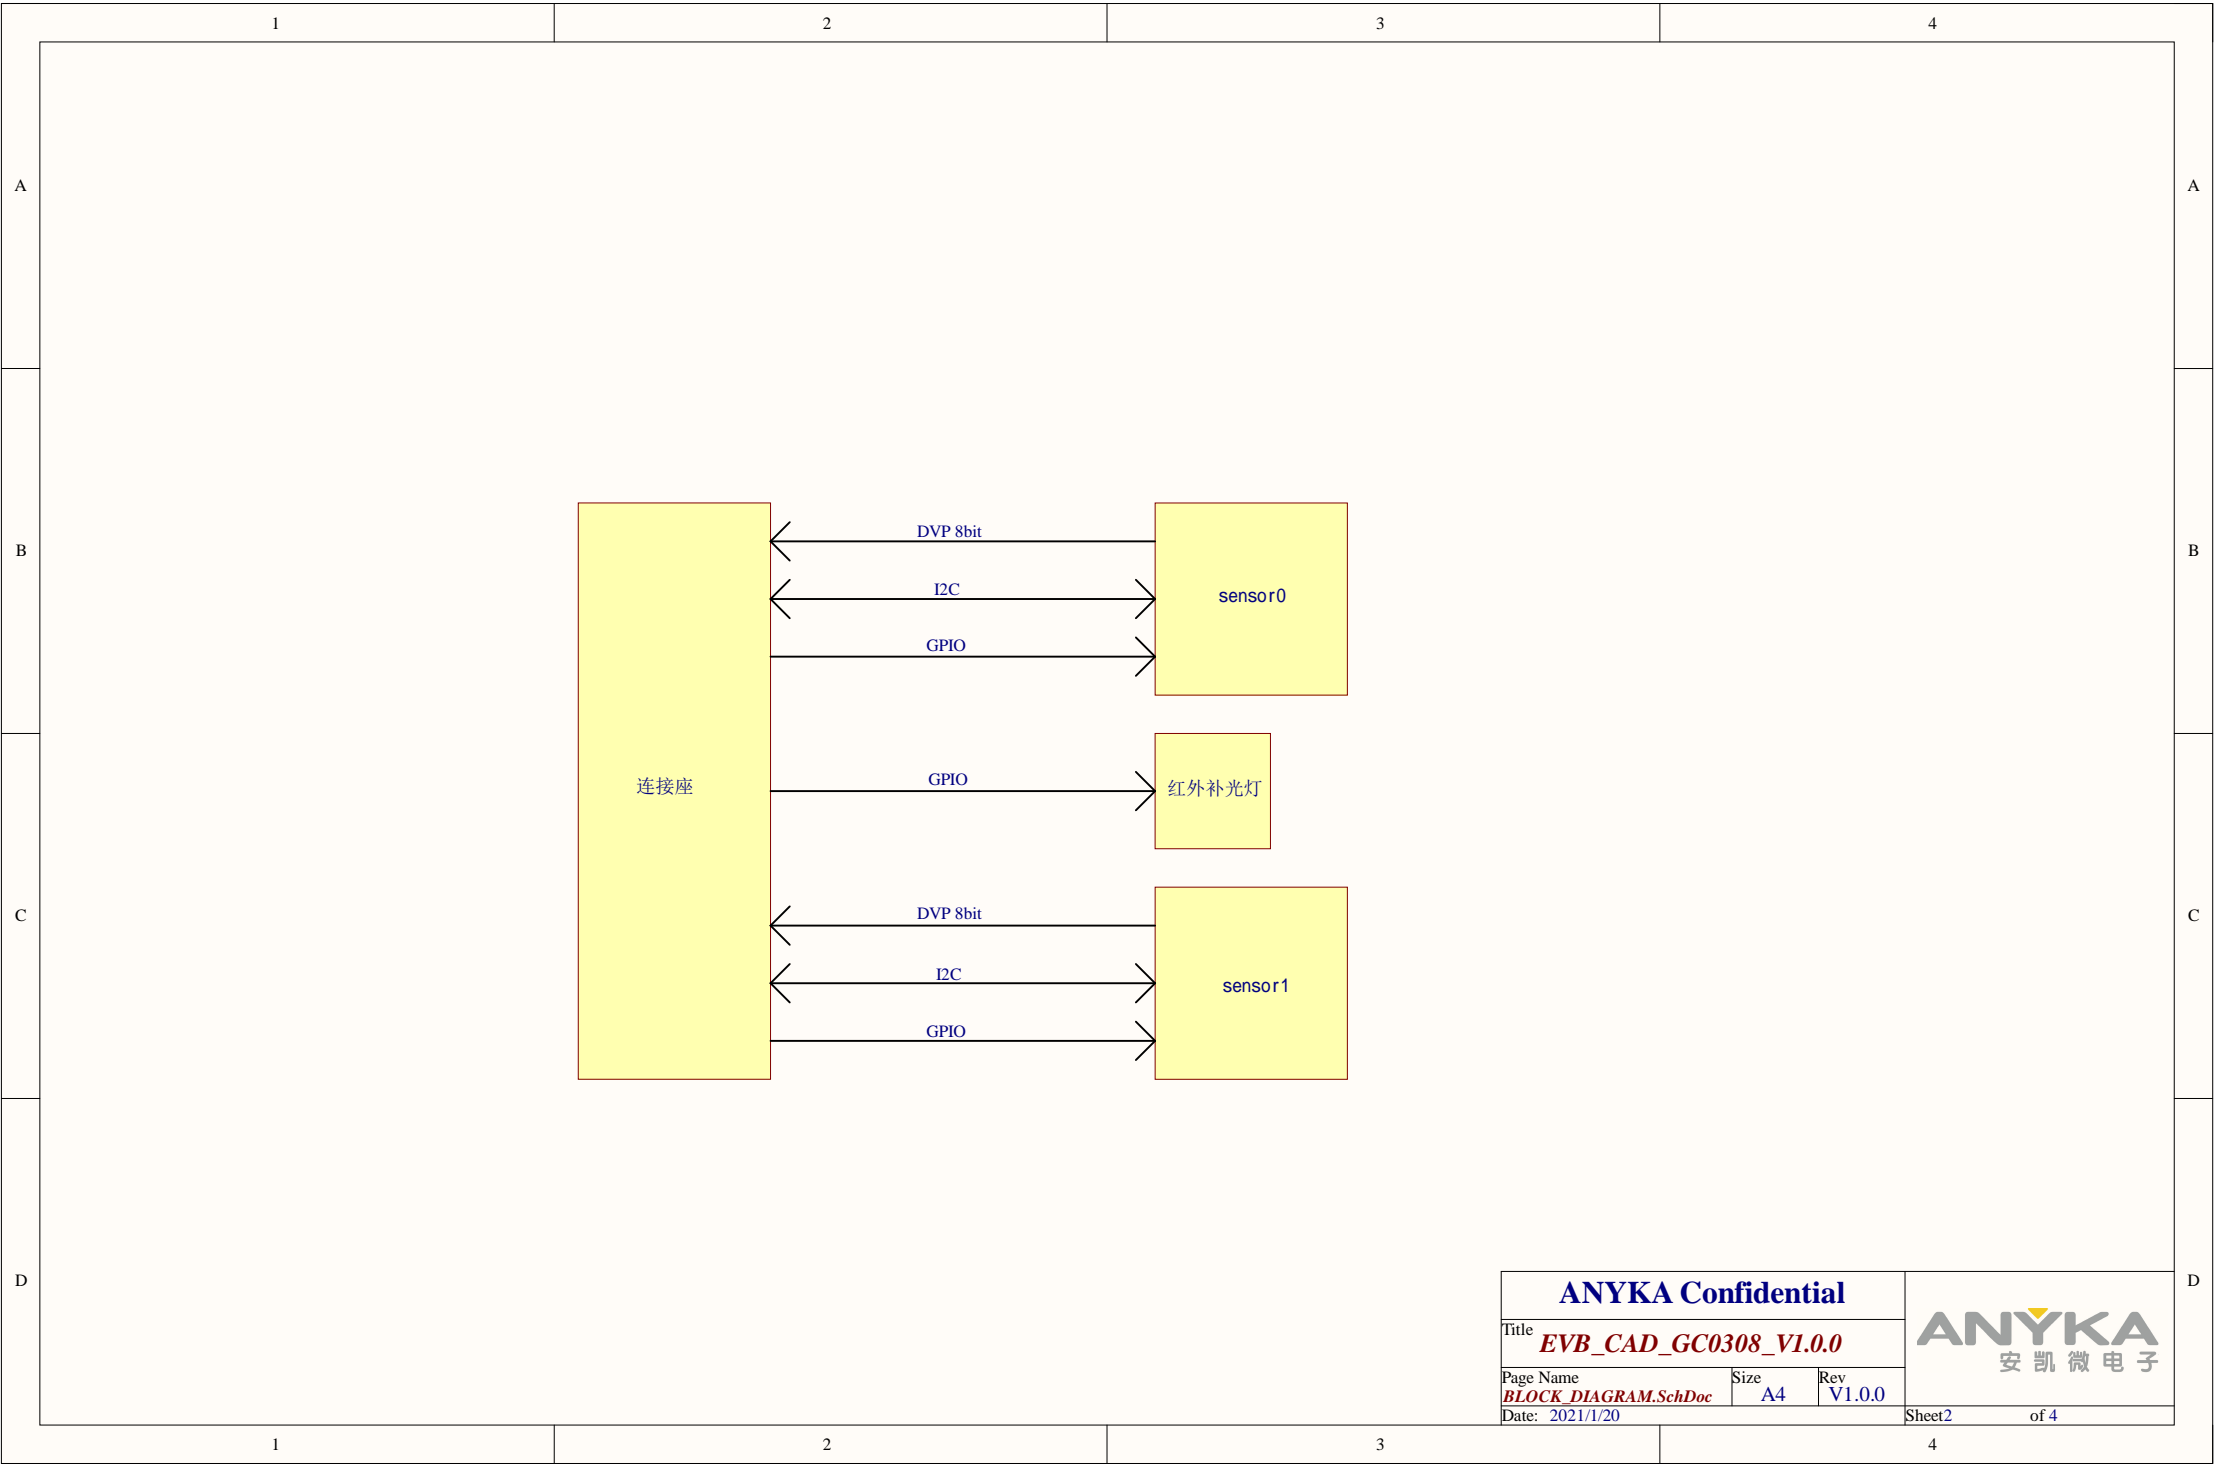 1 2 3 4
A A
B B
DVP 8bit
I2C
sensor0
GPIO
连接座
GPIO
红外补光灯
C C
DVP 8bit
I2C
sensor1
GPIO
D D
ANYKA Confidential
Title EVB_CAD_GC0308_V1.0.0
ANYKA
安凯微电子
Page Name Size Rev
BLOCK_DIAGRAM.SchDoc A4 V1.0.0
Date: 2021/1/20 Sheet2 of 4
1 2 3 4